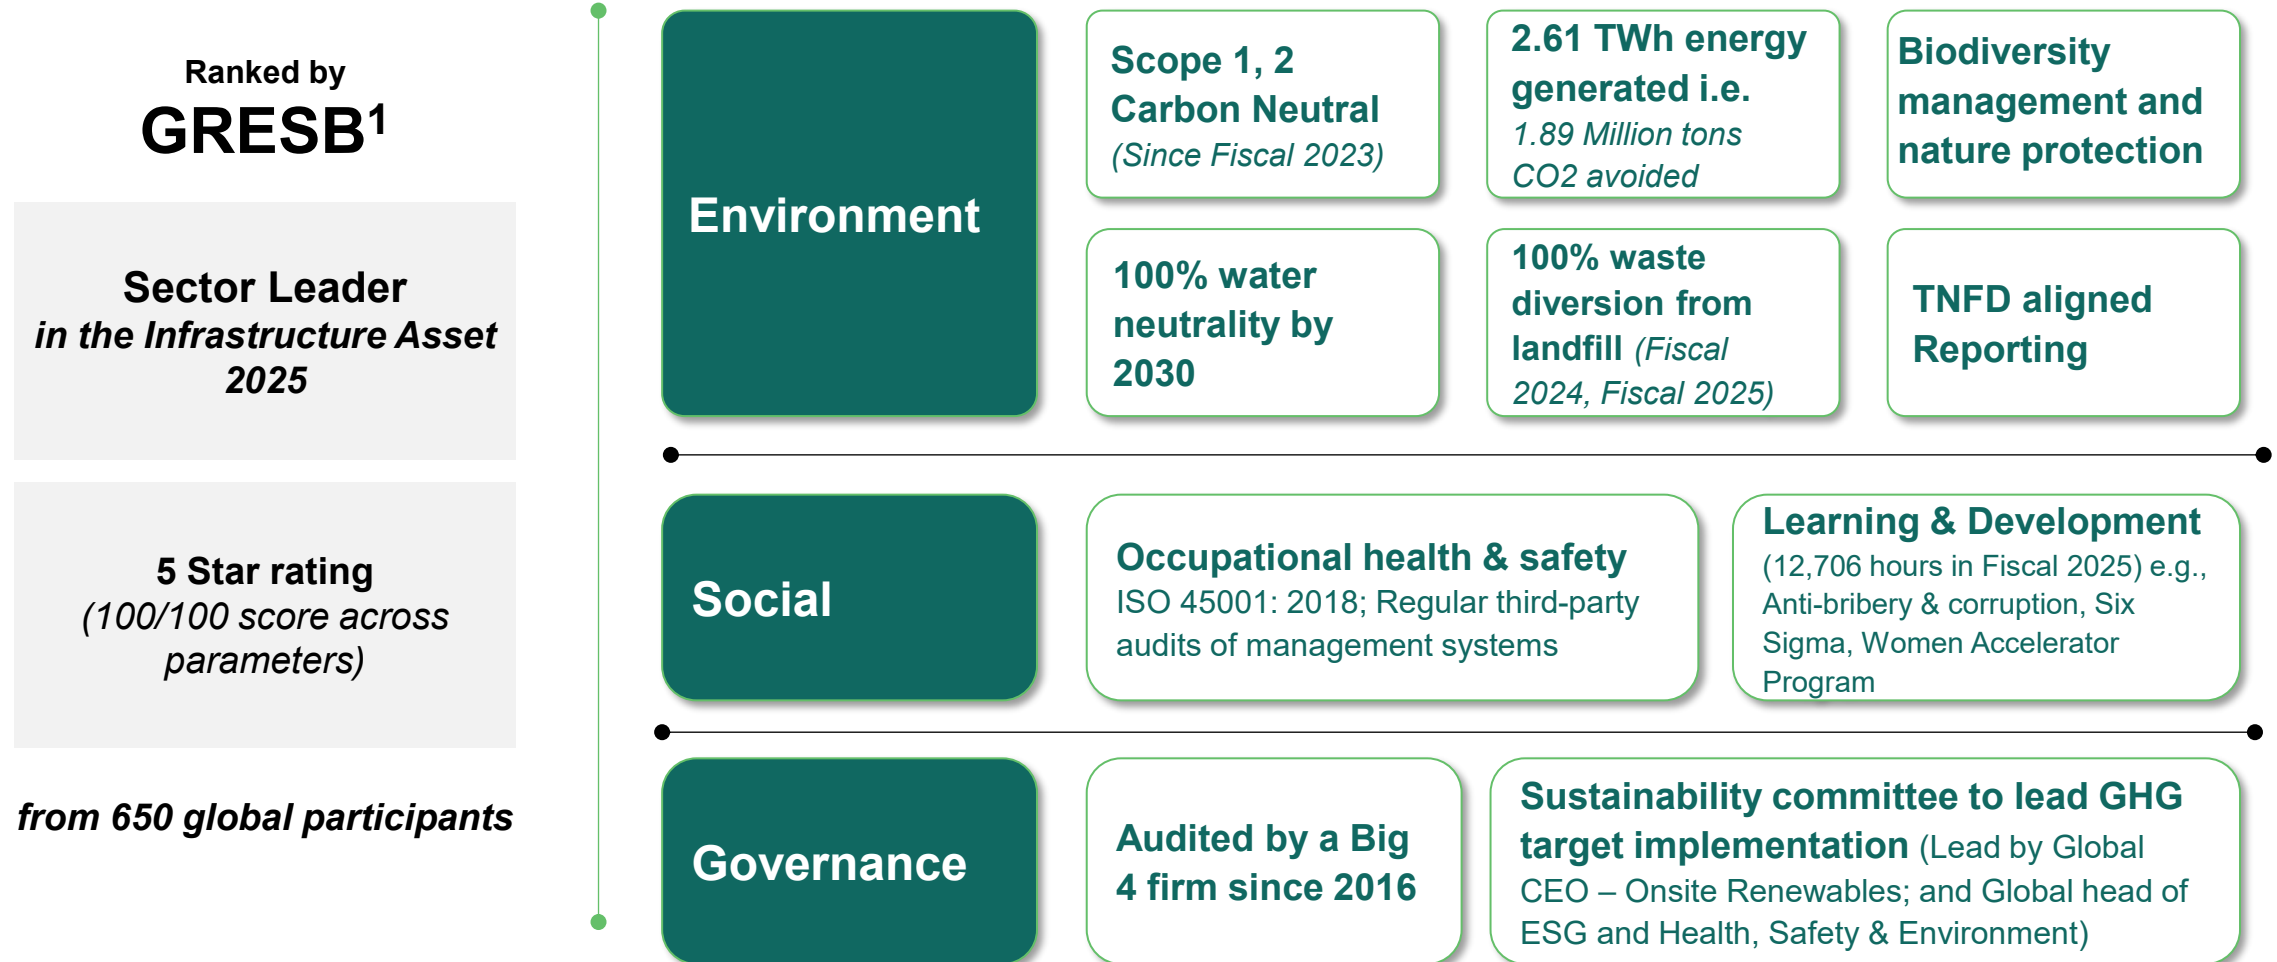 Ranked by
GRESB¹
Sector Leader
in the Infrastructure Asset
2025
5 Star rating
(100/100 score across
parameters)
from 650 global participants
Environment
Scope 1, 2
Carbon Neutral
(Since Fiscal 2023)
2.61 TWh energy
generated i.e.
1.89 Million tons
CO2 avoided
Biodiversity
management and
nature protection
100% water
neutrality by
2030
100% waste
diversion from
landfill (Fiscal
2024, Fiscal 2025)
TNFD aligned
Reporting
Social
Occupational health & safety
ISO 45001: 2018; Regular third-party
audits of management systems
Learning & Development
(12,706 hours in Fiscal 2025) e.g.,
Anti-bribery & corruption, Six
Sigma, Women Accelerator
Program
Governance
Audited by a Big
4 firm since 2016
Sustainability committee to lead GHG
target implementation (Lead by Global
CEO – Onsite Renewables; and Global head of
ESG and Health, Safety & Environment)